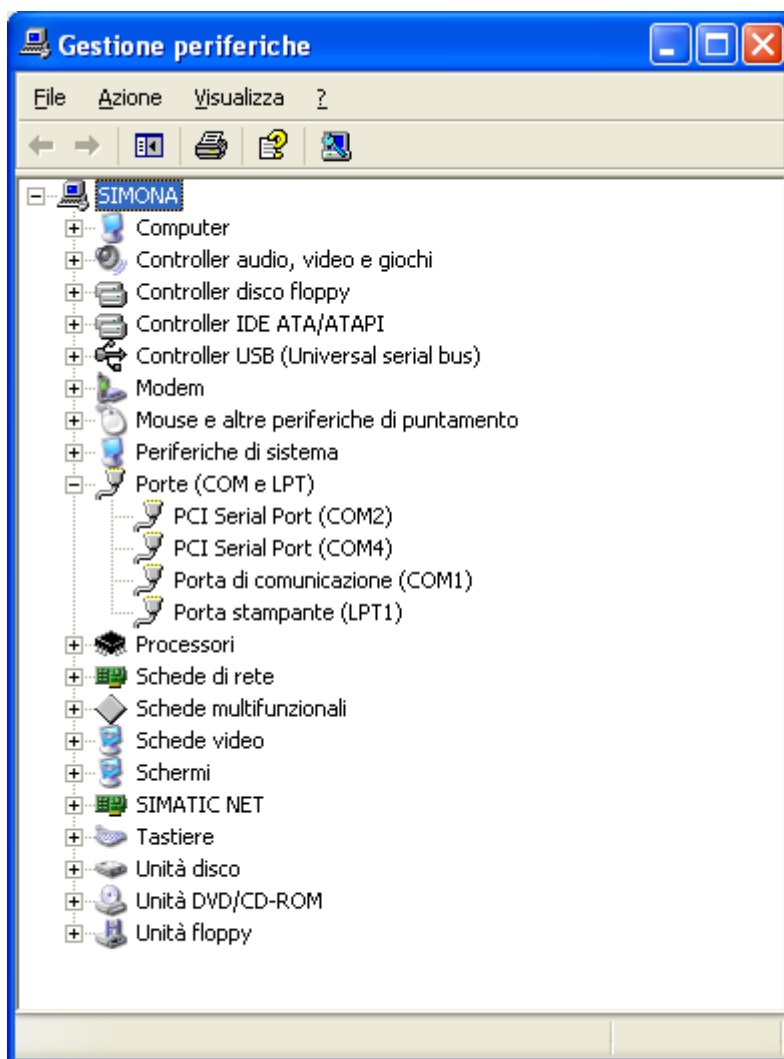 Gestione periferiche
File Azione Visualizza ?
SIMONA
Computer
Controller audio, video e giochi
Controller disco floppy
Controller IDE ATA/ATAPI
Controller USB (Universal serial bus)
Modem
Mouse e altre periferiche di puntamento
Periferiche di sistema
Porte (COM e LPT)
PCI Serial Port (COM2)
PCI Serial Port (COM4)
Porta di comunicazione (COM1)
Porta stampante (LPT1)
Processori
Schede di rete
Schede multifunzionali
Schede video
Schermi
SIMATIC NET
Tastiere
Unità disco
Unità DVD/CD-ROM
Unità floppy